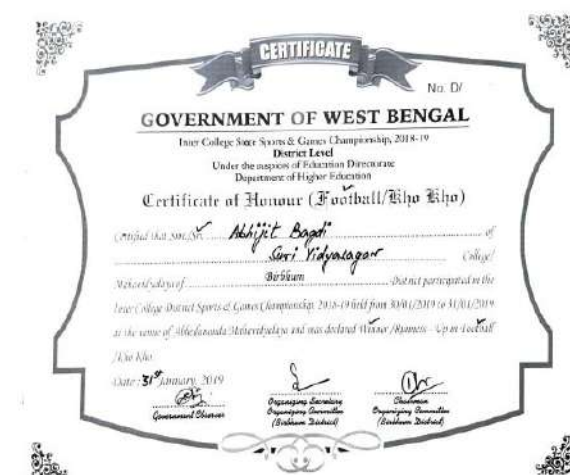 CERTIFICATE
No. D/
GOVERNMENT OF WEST BENGAL
Inter College State Sports & Games Championship, 2018-19
District Level
Under the auspices of Education Directorate
Department of Higher Education
Certificate of Honour (Football/Kho Kho)
Certified that Smt./Sri. Abhijit Bagdi of
Suri Vidyasagar College/
Mahavidyalaya of Birbhum District participated in the
Inter College District Sports & Games Championship 2018-19 held from 30/01/2019 to 31/01/2019
at the venue of Abhedananda Mahavidyalaya and was declared Winner/Runners - Up in Football
/Kho Kho.
Date : 31st January, 2019
Government Observer
Organizing Secretary
Organizing Committee
(Birbhum District)
Chairman
Organizing Committee
(Birbhum District)